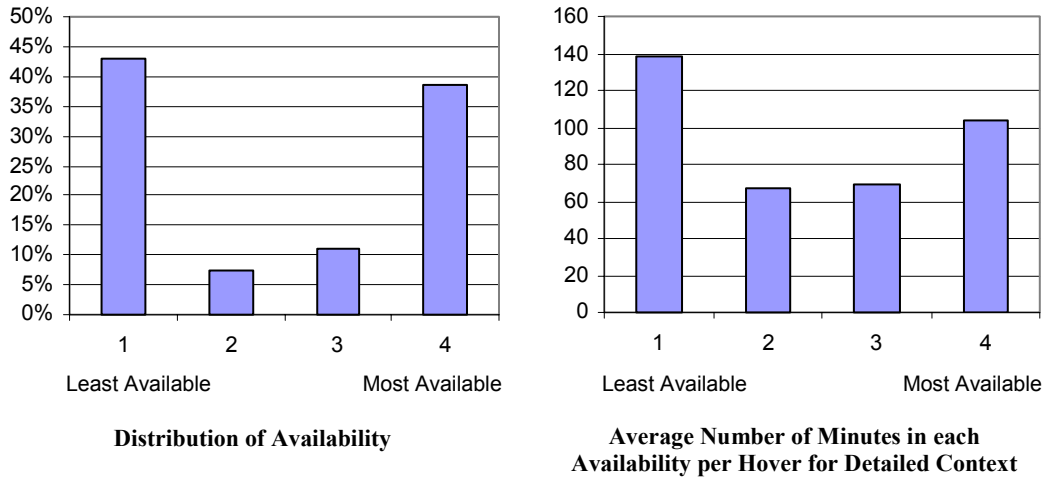 50%
45%
40%
35%
30%
25%
20%
15%
10%
5%
0%
1 2 3 4
Least Available Most Available
Distribution of Availability
160
140
120
100
80
60
40
20
0
1 2 3 4
Least Available Most Available
Average Number of Minutes in each
Availability per Hover for Detailed Context